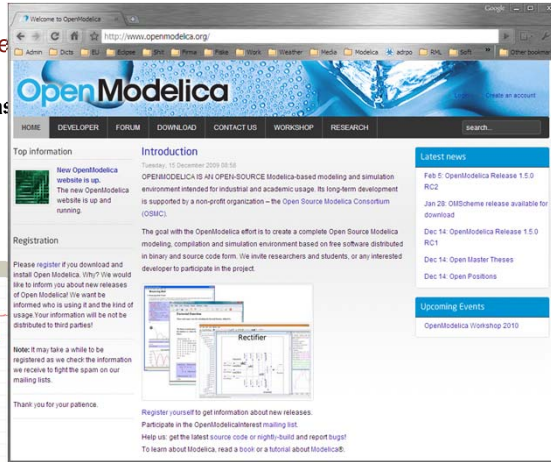 Google
Welcome to OpenModelica
http://www.openmodelica.org/
Admin Dicts EU Eclipse Shit Firma Fiske Work Weather Media Modelica adrpo RML Soft Other bookmar
OpenModelica
Create an account
HOME DEVELOPER FORUM DOWNLOAD CONTACT US WORKSHOP RESEARCH search...
Top information
New OpenModelica
website is up.
The new OpenModelica
website is up and
running.
Registration
Please register if you download and
install Open Modelica. Why? We would
like to inform you about new releases
of Open Modelica! We want be
informed who is using it and the kind of
usage.Your information will be not be
distributed to third parties!
Note: It may take a while to be
registered as we check the information
we receive to fight the spam on our
mailing lists.
Thank you for your patience.
Introduction
Tuesday, 15 December 2009 08:58
OPENMODELICA IS AN OPEN-SOURCE Modelica-based modeling and simulation
environment intended for industrial and academic usage. Its long-term development
is supported by a non-profit organization – the Open Source Modelica Consortium
(OSMC).
The goal with the OpenModelica effort is to create a complete Open Source Modelica
modeling, compilation and simulation environment based on free software distributed
in binary and source code form. We invite researchers and students, or any interested
developer to participate in the project.
Rectifier
Register yourself to get information about new releases.
Participate in the OpenModelicaInterest mailing list.
Help us: get the latest source code or nightly-build and report bugs!
To learn about Modelica, read a book or a tutorial about Modelica®.
Latest news
Feb 5: OpenModelica Release 1.5.0
RC2
Jan 28: OMScheme release available for
download
Dec 14: OpenModelica Release 1.5.0
RC1
Dec 14: Open Master Theses
Dec 14: Open Positions
Upcoming Events
OpenModelica Workshop 2010